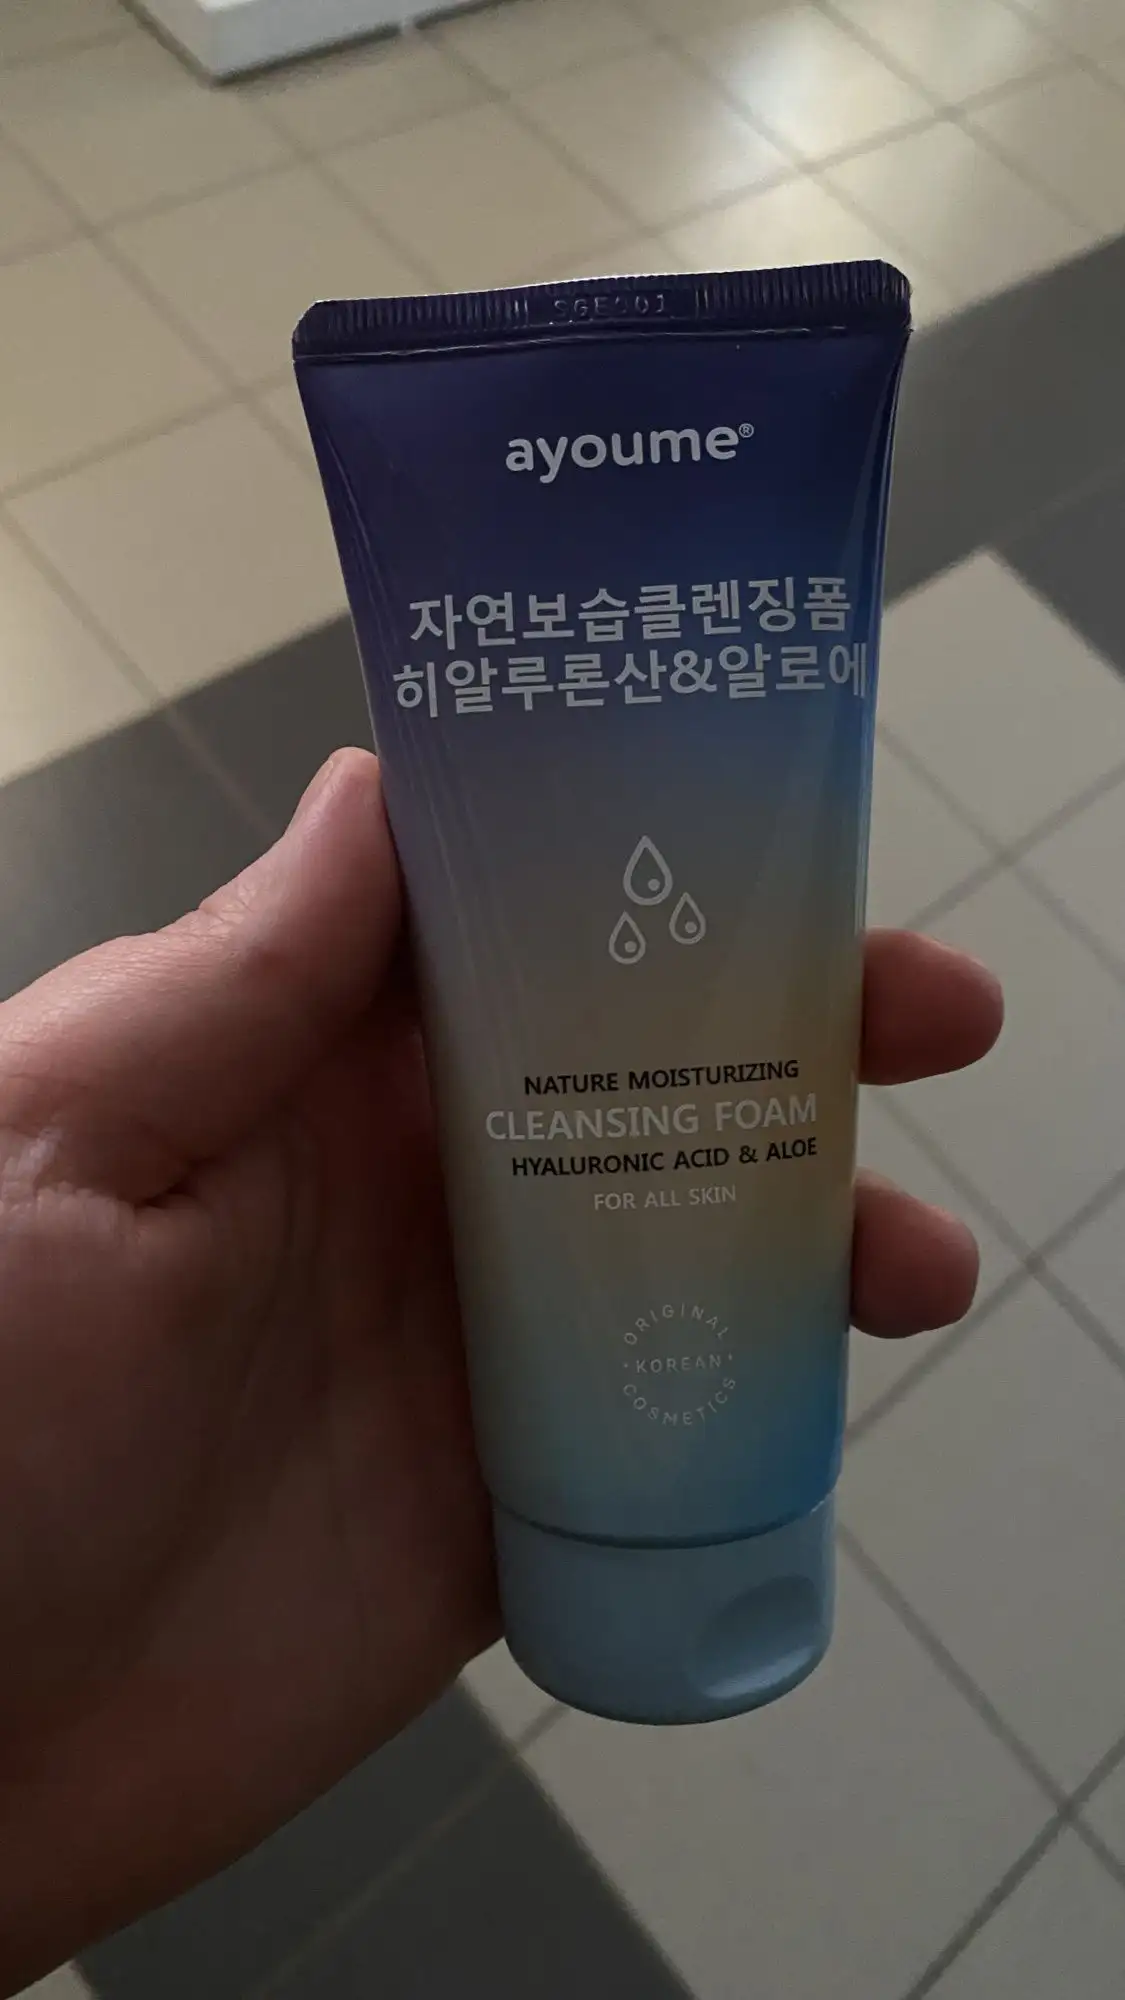 ayoume®
자연보습클렌징폼
히알루론산&알로에
NATURE MOISTURIZING
CLEANSING FOAM
HYALURONIC ACID & ALOE
FOR ALL SKIN
ORIGINAL
• KOREAN •
COSMETICS